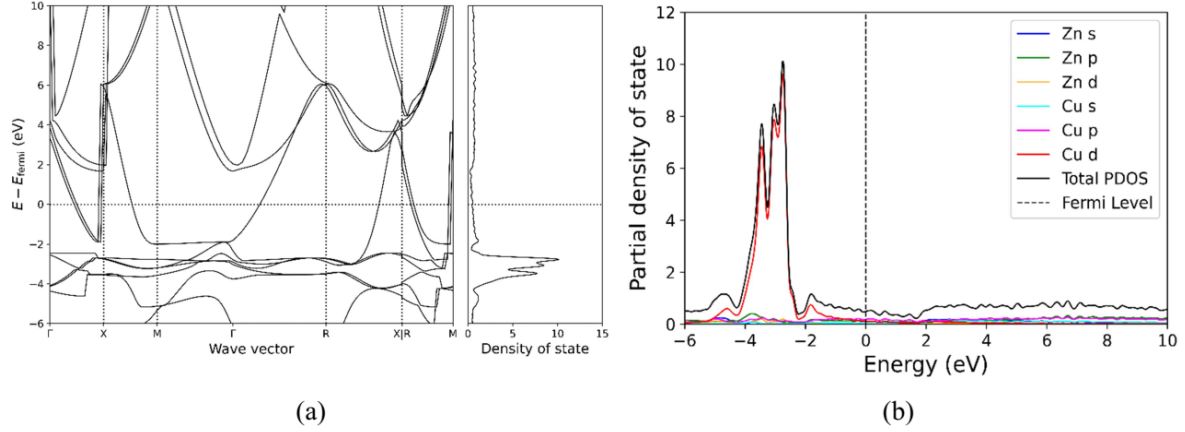 10
8
6
4
2
0
−2
−4
−6
E − Efermi (eV)
Γ X M Γ R X|R M
Wave vector
0 5 10 15
Density of state
(a)
12
10
8
6
4
2
0
Partial density of state
−6 −4 −2 0 2 4 6 8 10
Energy (eV)
Zn s
Zn p
Zn d
Cu s
Cu p
Cu d
Total PDOS
Fermi Level
(b)